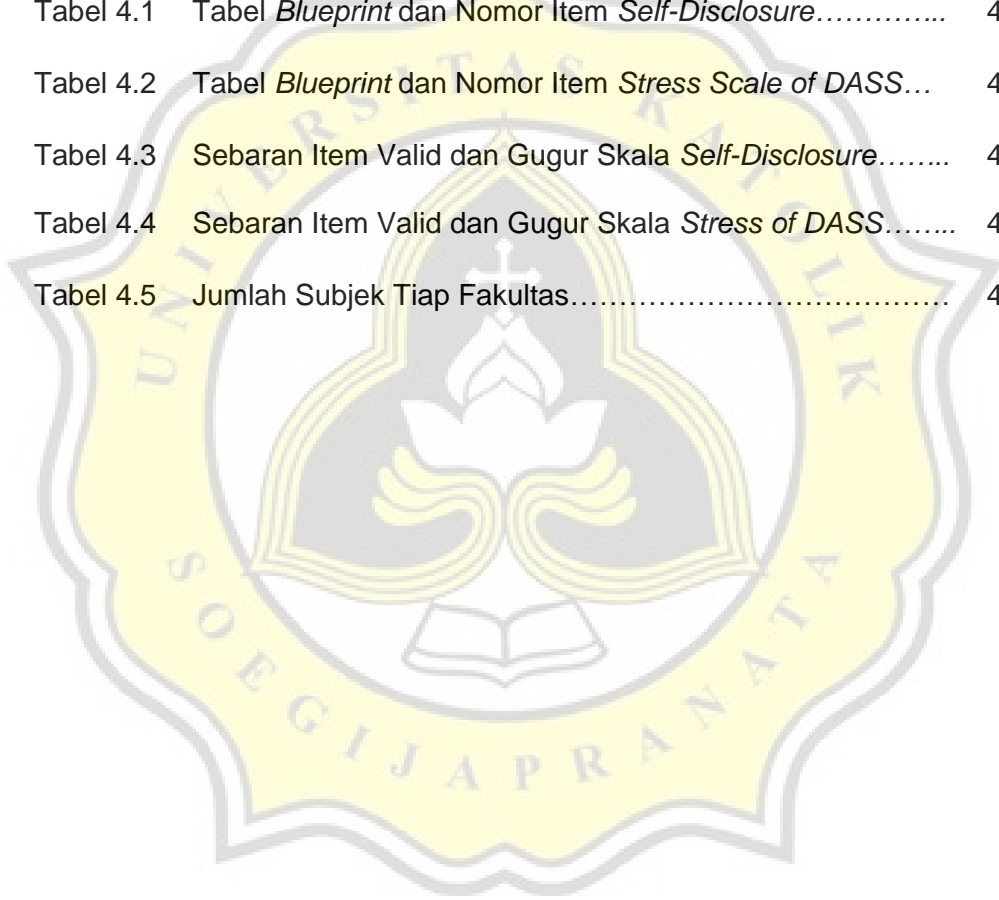 Tabel 4.1 Tabel Blueprint dan Nomor Item Self-Disclosure………….. 4
Tabel 4.2 Tabel Blueprint dan Nomor Item Stress Scale of DASS… 4
Tabel 4.3 Sebaran Item Valid dan Gugur Skala Self-Disclosure…….. 4
Tabel 4.4 Sebaran Item Valid dan Gugur Skala Stress of DASS…….. 4
Tabel 4.5 Jumlah Subjek Tiap Fakultas………………………………… 4
UNIVERSITAS KATOLIK
SOEGIJAPRANATA